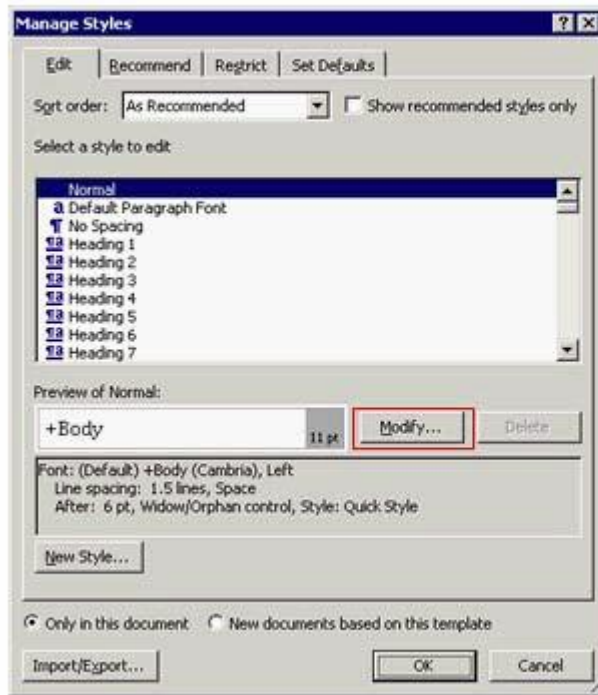 Manage Styles
Edit Recommend Restrict Set Defaults
Sort order: As Recommended Show recommended styles only
Select a style to edit
Normal
a Default Paragraph Font
¶ No Spacing
¶a Heading 1
¶a Heading 2
¶a Heading 3
¶a Heading 4
¶a Heading 5
¶a Heading 6
¶a Heading 7
Preview of Normal:
+Body 11 pt Modify... Delete
Font: (Default) +Body (Cambria), Left
Line spacing: 1.5 lines, Space
After: 6 pt, Widow/Orphan control, Style: Quick Style
New Style...
Only in this document New documents based on this template
Import/Export... OK Cancel